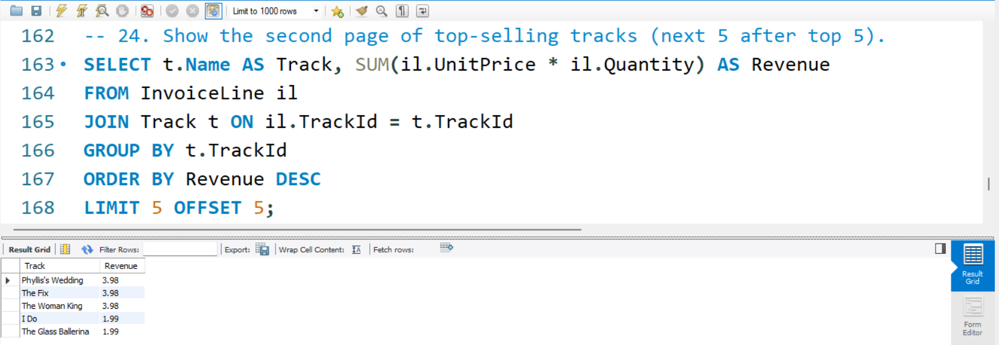 Limit to 1000 rows
162 -- 24. Show the second page of top-selling tracks (next 5 after top 5).
163 SELECT t.Name AS Track, SUM(il.UnitPrice * il.Quantity) AS Revenue
164 FROM InvoiceLine il
165 JOIN Track t ON il.TrackId = t.TrackId
166 GROUP BY t.TrackId
167 ORDER BY Revenue DESC
168 LIMIT 5 OFFSET 5;
Result Grid Filter Rows: Export: Wrap Cell Content: IA Fetch rows:
Track Revenue
Phyllis's Wedding 3.98
The Fix 3.98
The Woman King 3.98
I Do 1.99
The Glass Ballerina 1.99
Result
Grid
Form
Editor